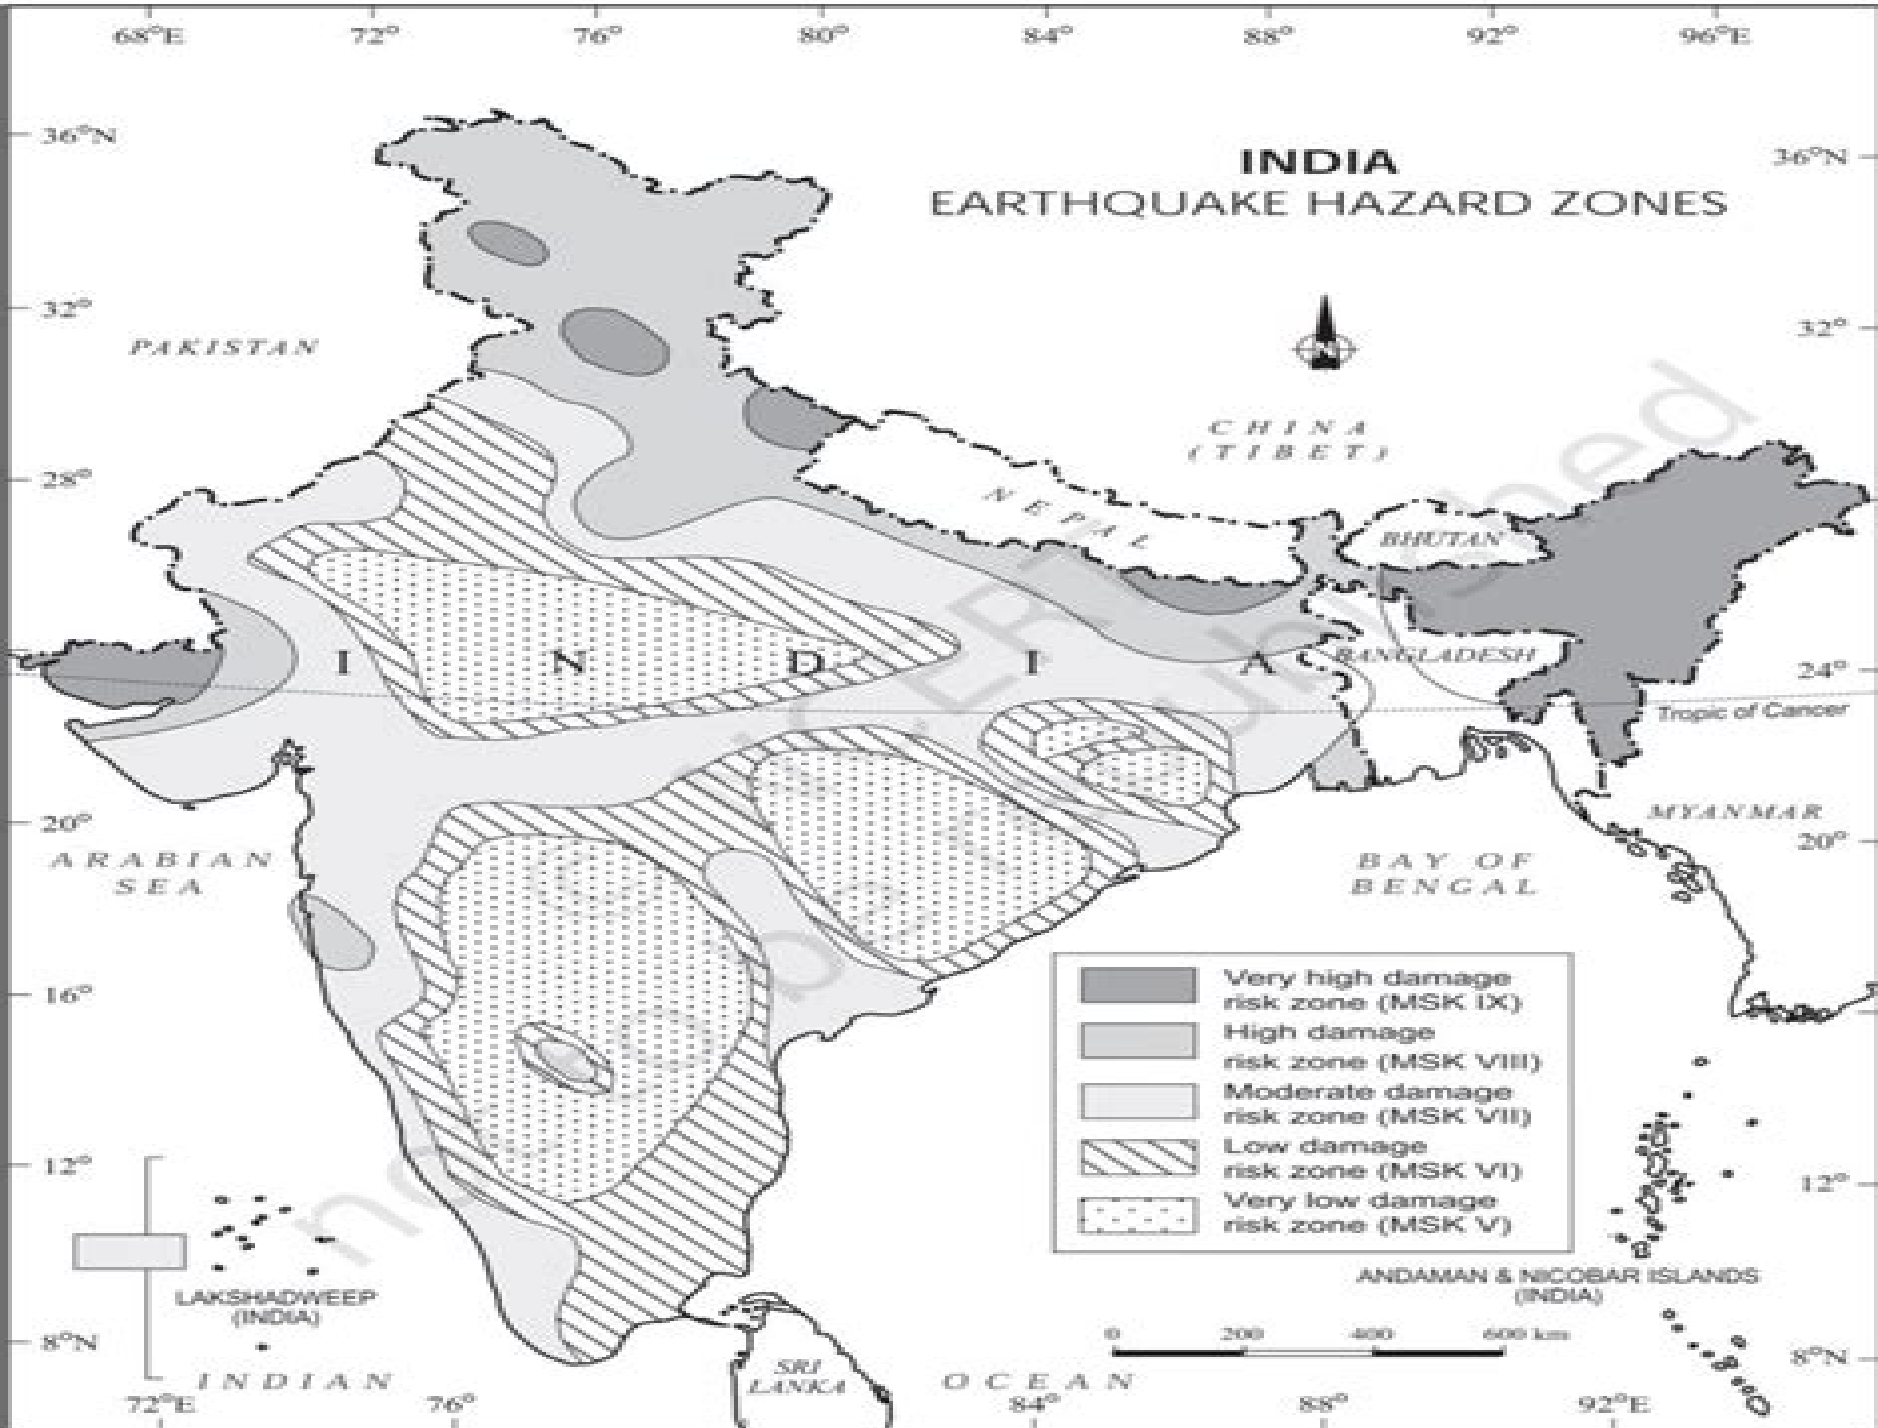 68°E 72° 76° 80° 84° 88° 92° 96°E
36°N
36°N
INDIA
EARTHQUAKE HAZARD ZONES
32°
32°
PAKISTAN
N
CHINA
(TIBET)
28°
NEPAL
BHUTAN
I N D I A
BANGLADESH
24°
Tropic of Cancer
20°
MYANMAR
20°
ARABIAN
SEA
BAY OF
BENGAL
16°
Very high damage
risk zone (MSK IX)
High damage
risk zone (MSK VIII)
Moderate damage
risk zone (MSK VII)
Low damage
risk zone (MSK VI)
Very low damage
risk zone (MSK V)
12°
12°
LAKSHADWEEP
(INDIA)
ANDAMAN & NICOBAR ISLANDS
(INDIA)
0 200 400 600 km
8°N
8°N
SRI
LANKA
INDIAN OCEAN
72°E 76° 84° 88° 92°E